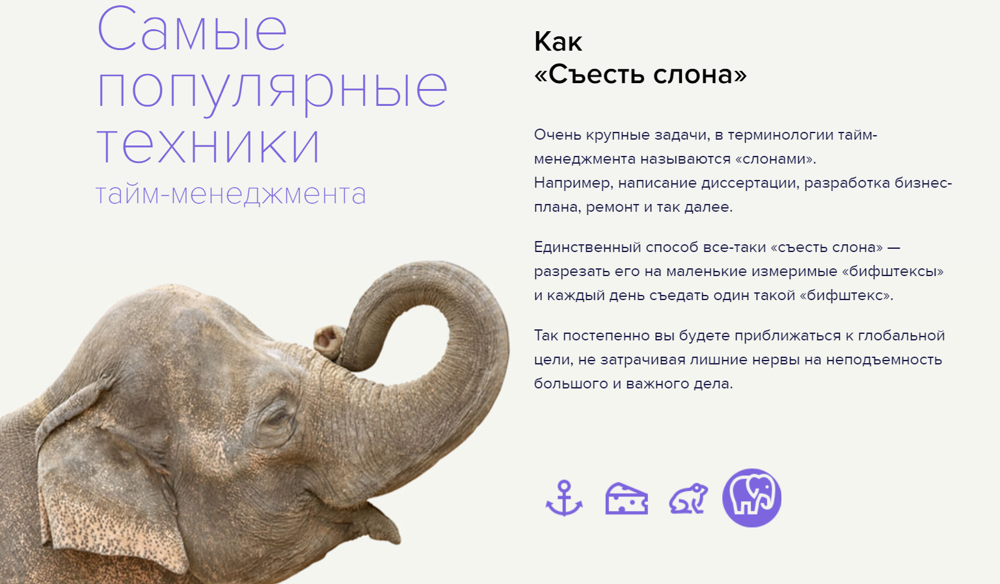 Самые
популярные
техники
тайм-менеджмента
Как
«Съесть слона»
Очень крупные задачи, в терминологии тайм-
менеджмента называются «слонами».
Например, написание диссертации, разработка бизнес-
плана, ремонт и так далее.
Единственный способ все-таки «съесть слона» —
разрезать его на маленькие измеримые «бифштексы»
и каждый день съедать один такой «бифштекс».
Так постепенно вы будете приближаться к глобальной
цели, не затрачивая лишние нервы на неподъемность
большого и важного дела.